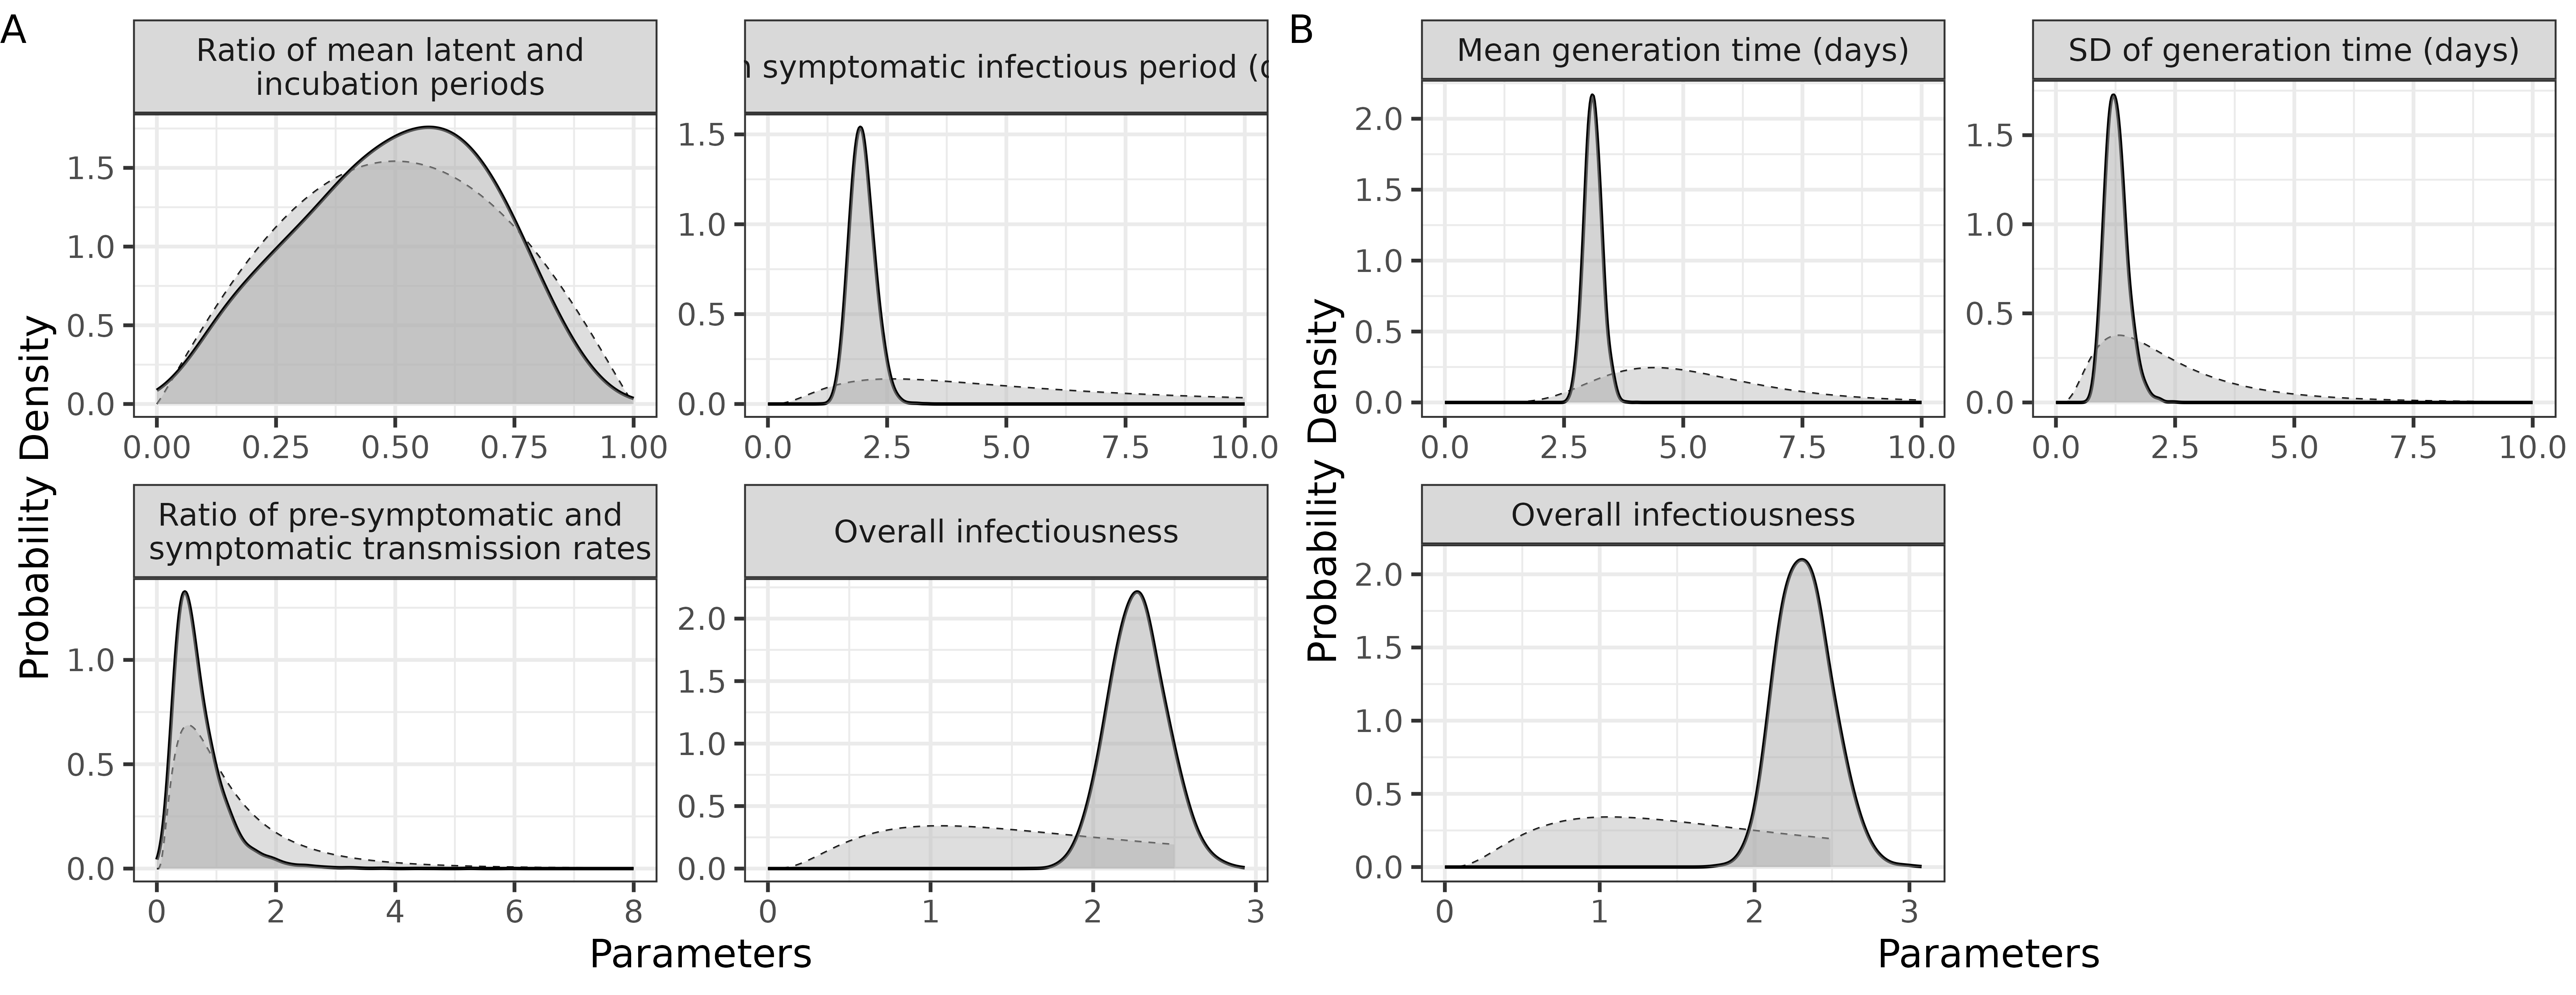 A
Ratio of mean latent and
incubation periods
symptomatic infectious period
0.0
0.5
1.0
1.5
0.00 0.25 0.50 0.75 1.00
0.0
0.5
1.0
1.5
0.0 2.5 5.0 7.5 10.0
Ratio of pre-symptomatic and
symptomatic transmission rates
Overall infectiousness
0.0
0.5
1.0
0 2 4 6 8
0.0
0.5
1.0
1.5
2.0
0 1 2 3
Probability Density
Parameters
B
Mean generation time (days)
SD of generation time (days)
0.0
0.5
1.0
1.5
2.0
0.0 2.5 5.0 7.5 10.0
0.0
0.5
1.0
1.5
0.0 2.5 5.0 7.5 10.0
Overall infectiousness
0.0
0.5
1.0
1.5
2.0
0 1 2 3
Probability Density
Parameters